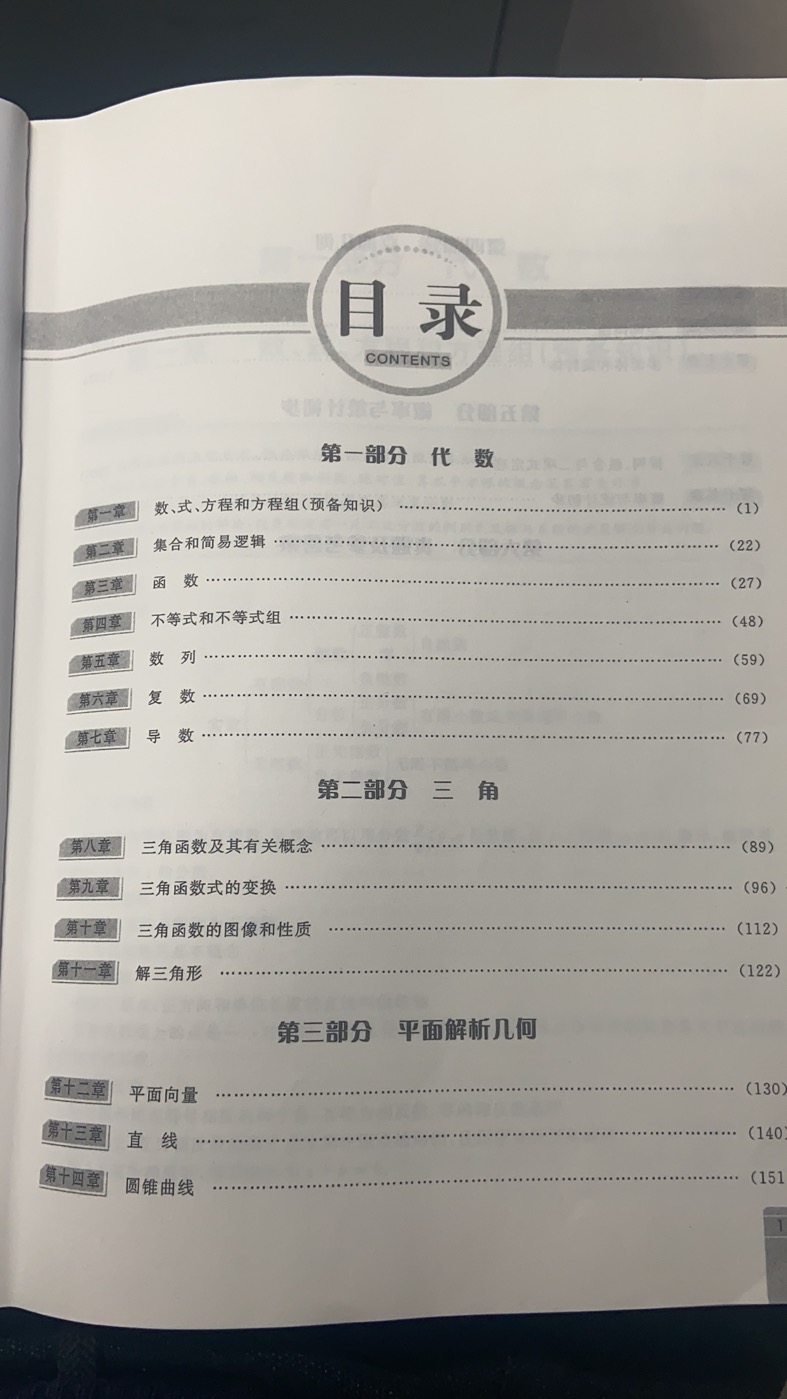 目录
CONTENTS
第一部分 代 数
第一章 数、式、方程和方程组(预备知识) ……………………………… (1)
第二章 集合和简易逻辑 ……………………………… (22)
第三章 函 数 ……………………………… (27)
第四章 不等式和不等式组 ……………………………… (48)
第五章 数 列 ……………………………… (59)
第六章 复 数 ……………………………… (69)
第七章 导 数 ……………………………… (77)
第二部分 三 角
第八章 三角函数及其有关概念 ……………………………… (89)
第九章 三角函数式的变换 ……………………………… (96)
第十章 三角函数的图像和性质 ……………………………… (112)
第十一章 解三角形 ……………………………… (122)
第三部分 平面解析几何
第十二章 平面向量 ……………………………… (130)
第十三章 直 线 ……………………………… (140)
第十四章 圆锥曲线 ……………………………… (151
1